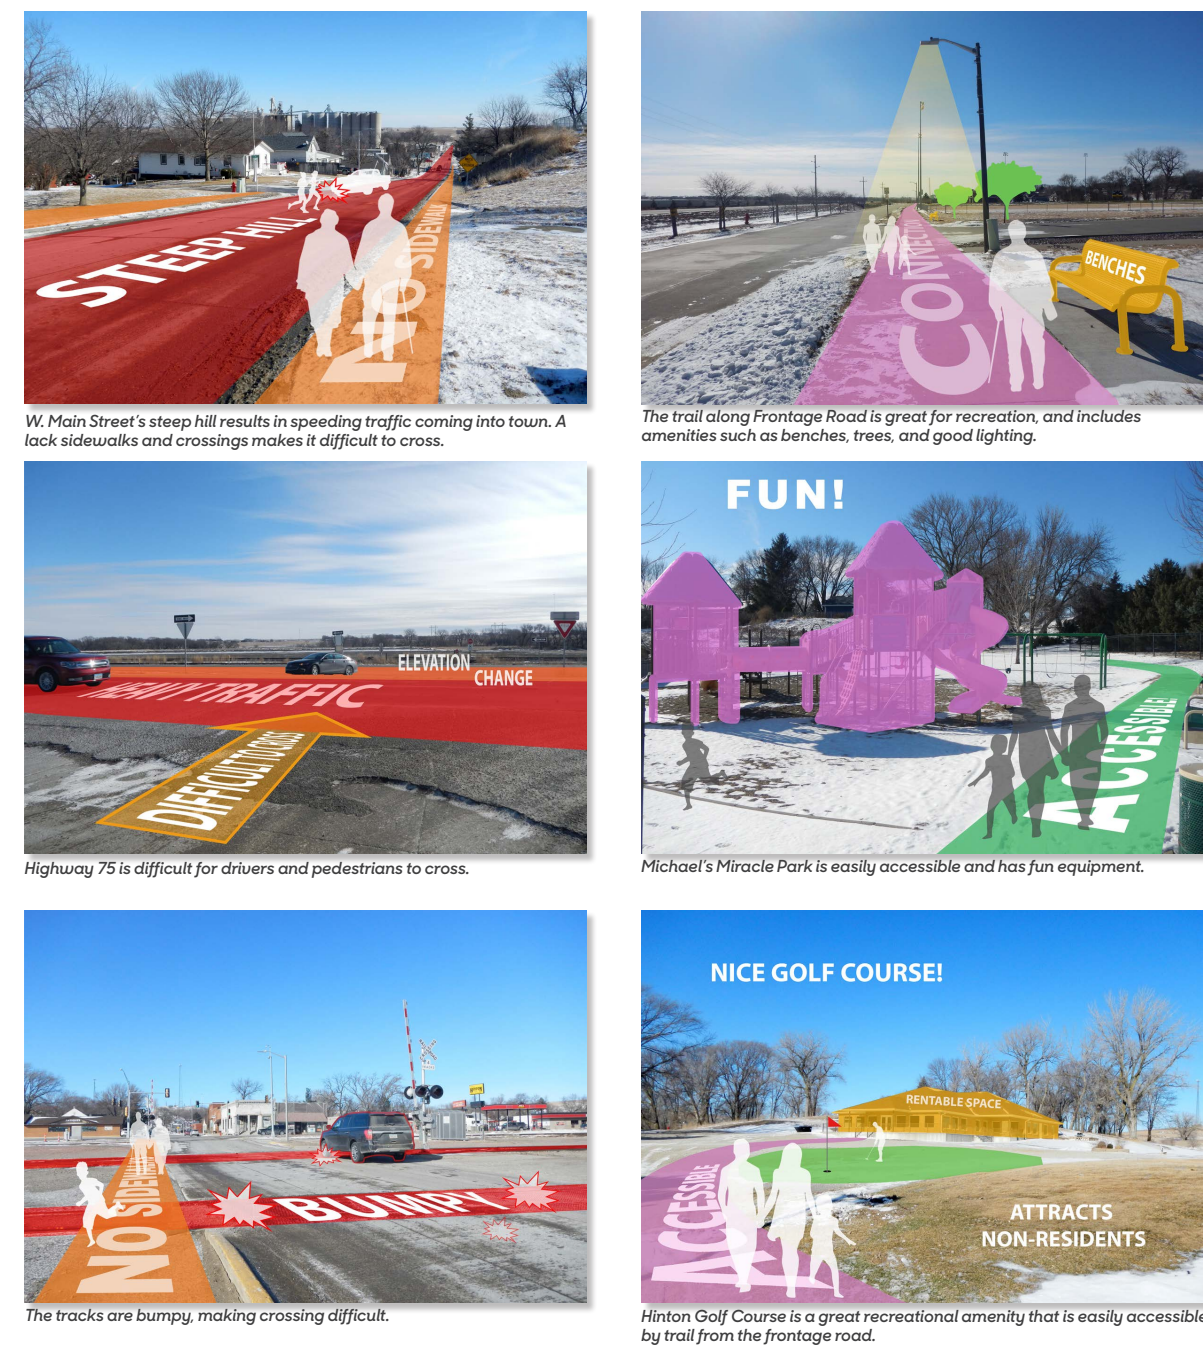 STEEP HILL
NO SIDEWALK
W. Main Street's steep hill results in speeding traffic coming into town. A
lack sidewalks and crossings makes it difficult to cross.
CONNECTION
BENCHES
The trail along Frontage Road is great for recreation, and includes
amenities such as benches, trees, and good lighting.
ELEVATION
CHANGE
HEAVY TRAFFIC
DIFFICULT TO CROSS
Highway 75 is difficult for drivers and pedestrians to cross.
FUN!
ACCESSIBLE!
Michael's Miracle Park is easily accessible and has fun equipment.
NO SIDEWALK
BUMPY
The tracks are bumpy, making crossing difficult.
NICE GOLF COURSE!
RENTABLE SPACE
ACCESSIBLE
ATTRACTS
NON-RESIDENTS
Hinton Golf Course is a great recreational amenity that is easily accessible
by trail from the frontage road.